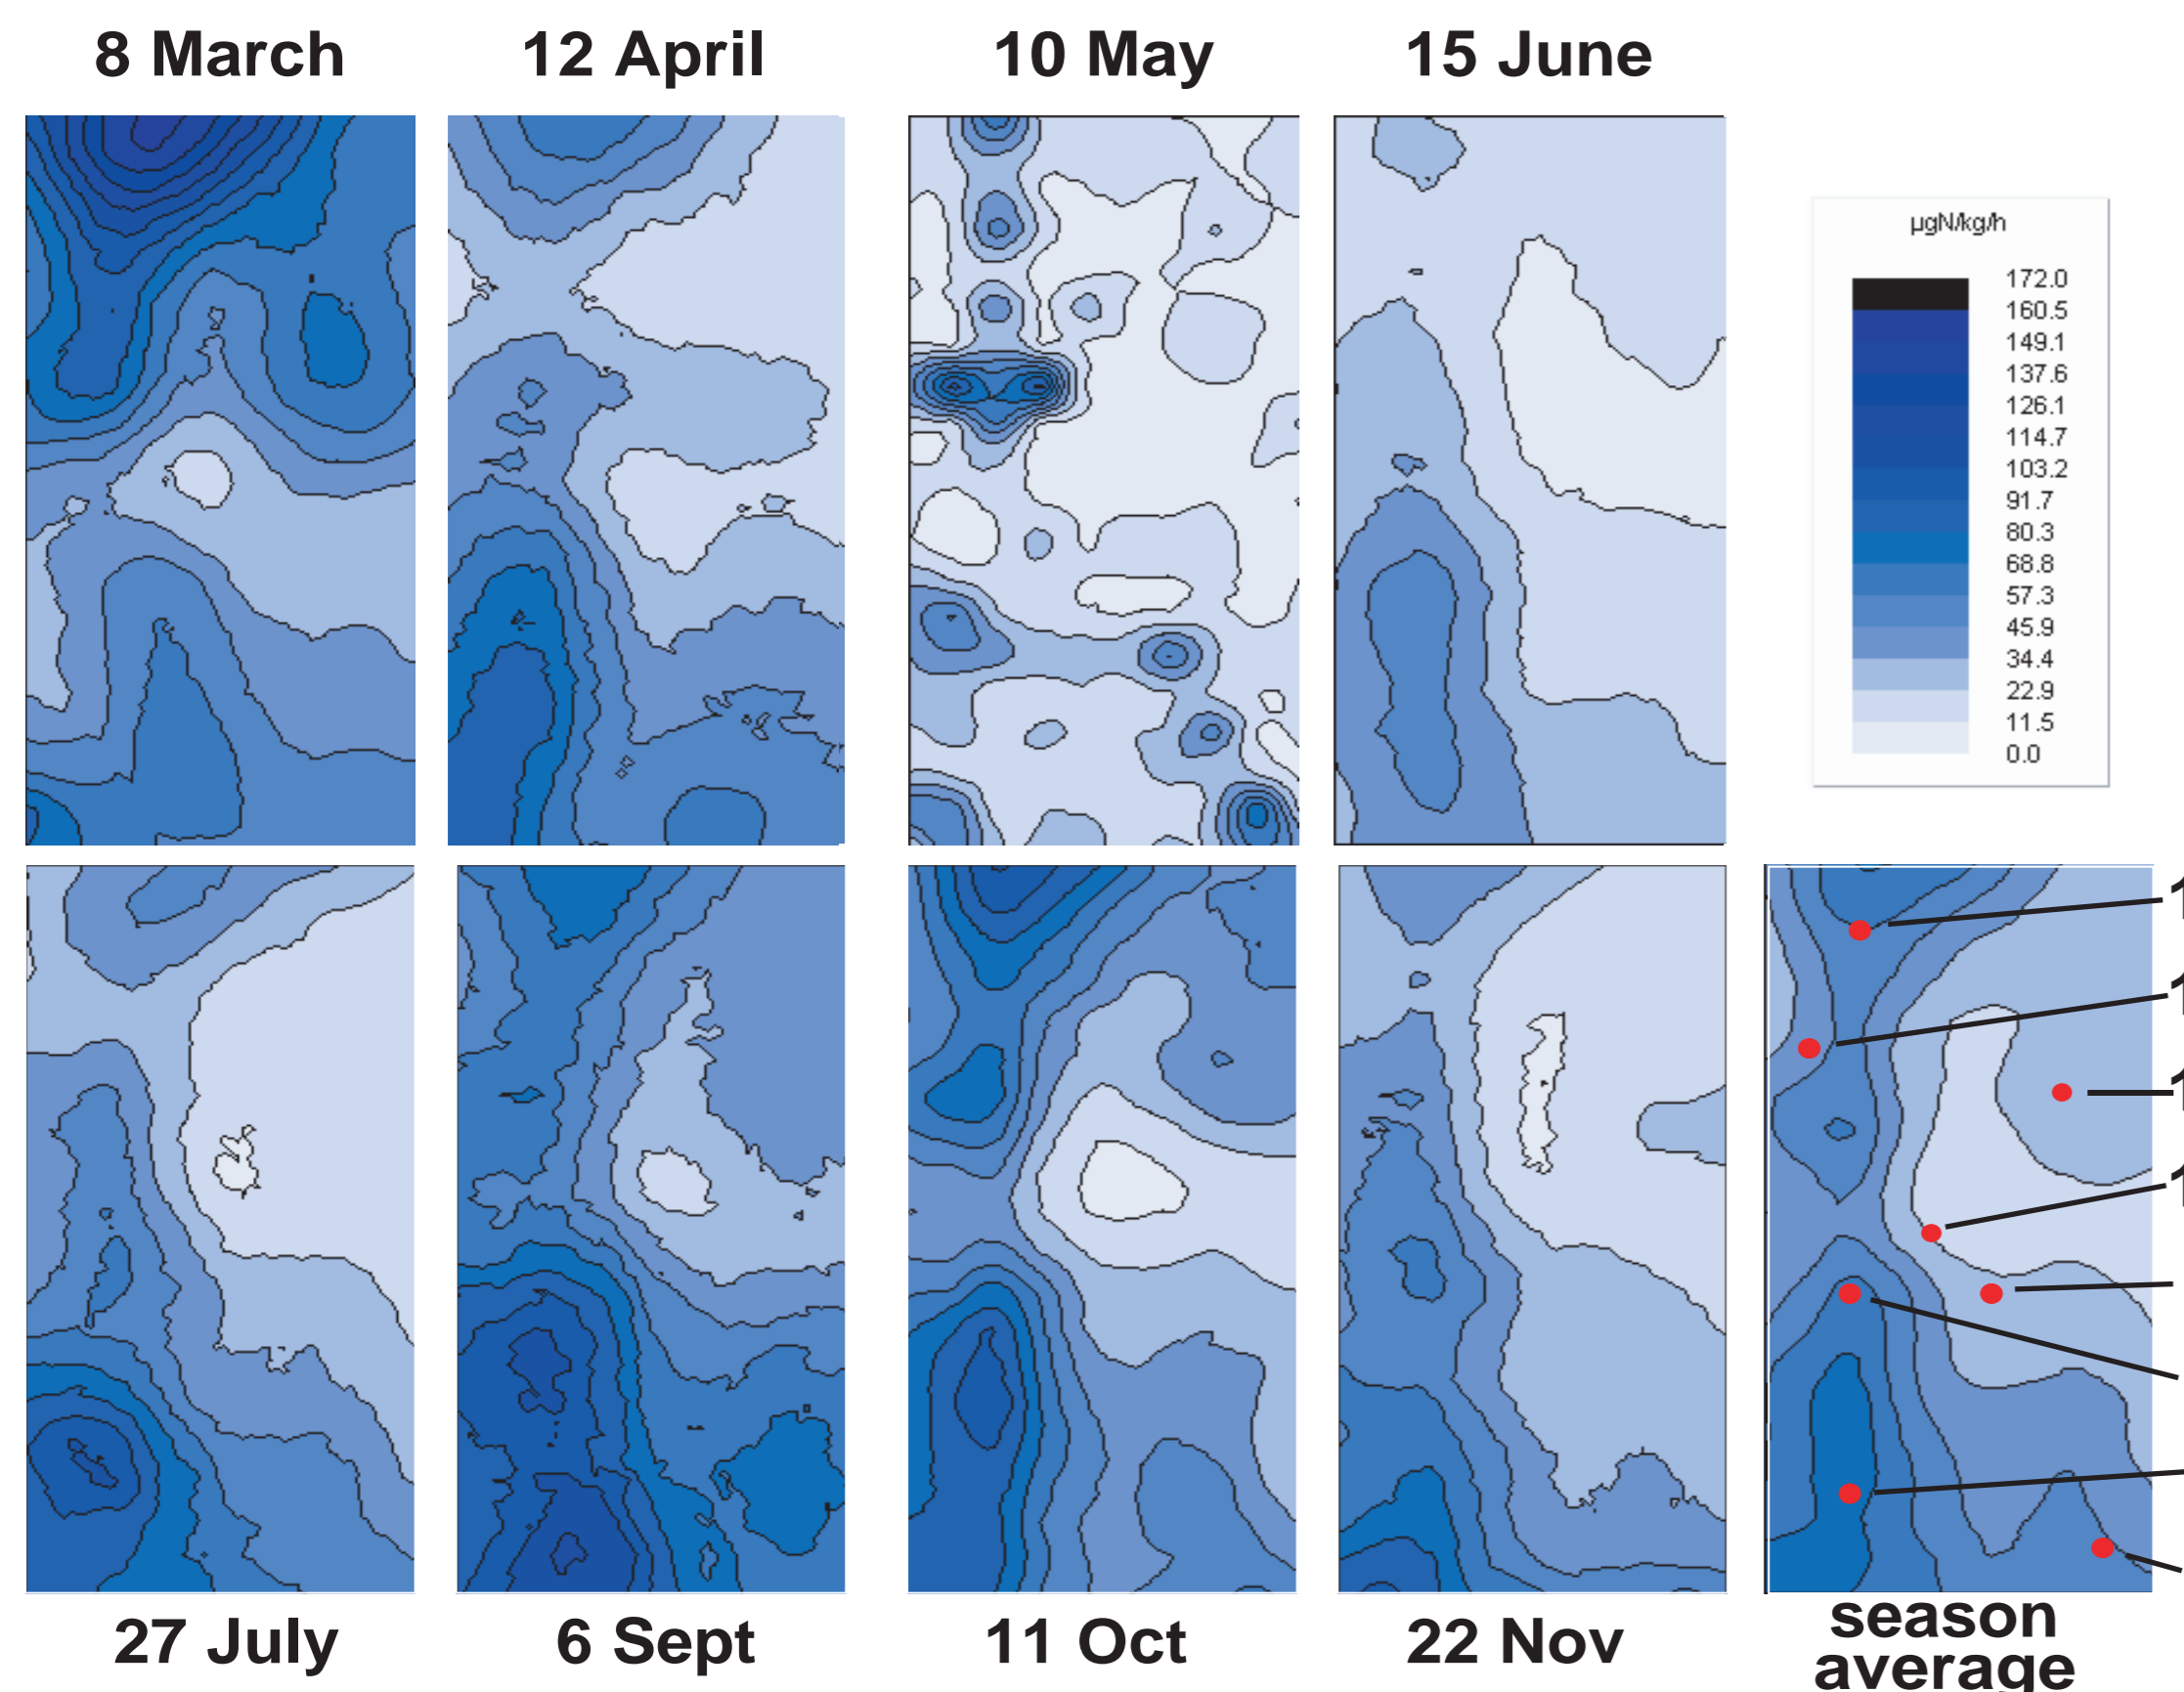 8 March
12 April
10 May
15 June
µgN/kg/h
172.0
160.5
149.1
137.6
126.1
114.7
103.2
91.7
80.3
68.8
57.3
45.9
34.4
22.9
11.5
0.0
27 July
6 Sept
11 Oct
22 Nov
season
average